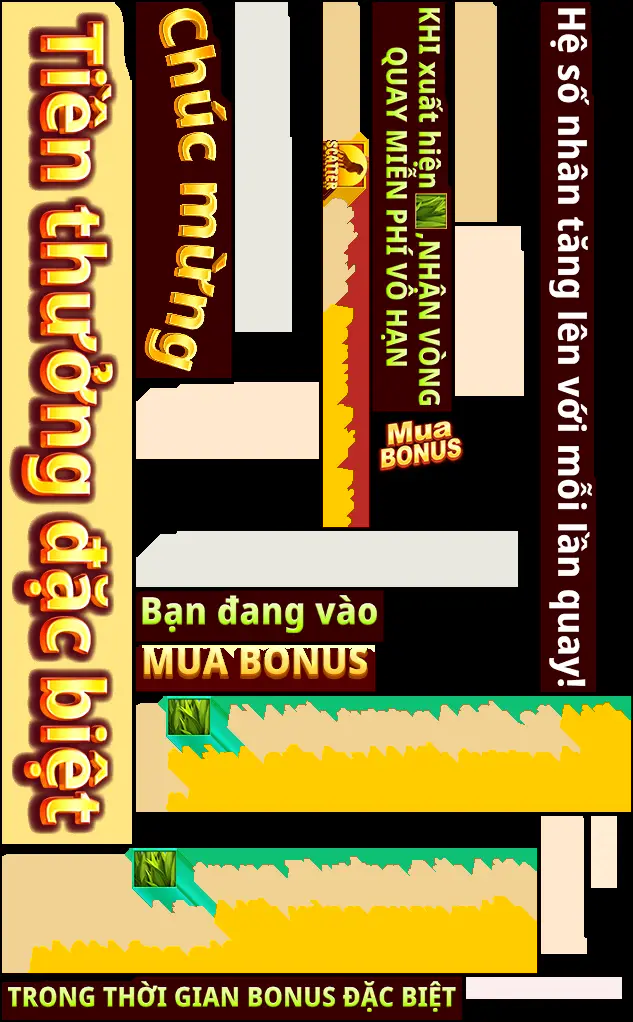 Tiền thưởng đặc biệt
Chúc mừng
SCATTER
KHI xuất hiện ,NHÂN VÒNG
QUAY MIỄN PHÍ VÔ HẠN
Hệ số nhân tăng lên với mỗi lần quay!
Mua
BONUS
Bạn đang vào
MUA BONUS
TRONG THỜI GIAN BONUS ĐẶC BIỆT